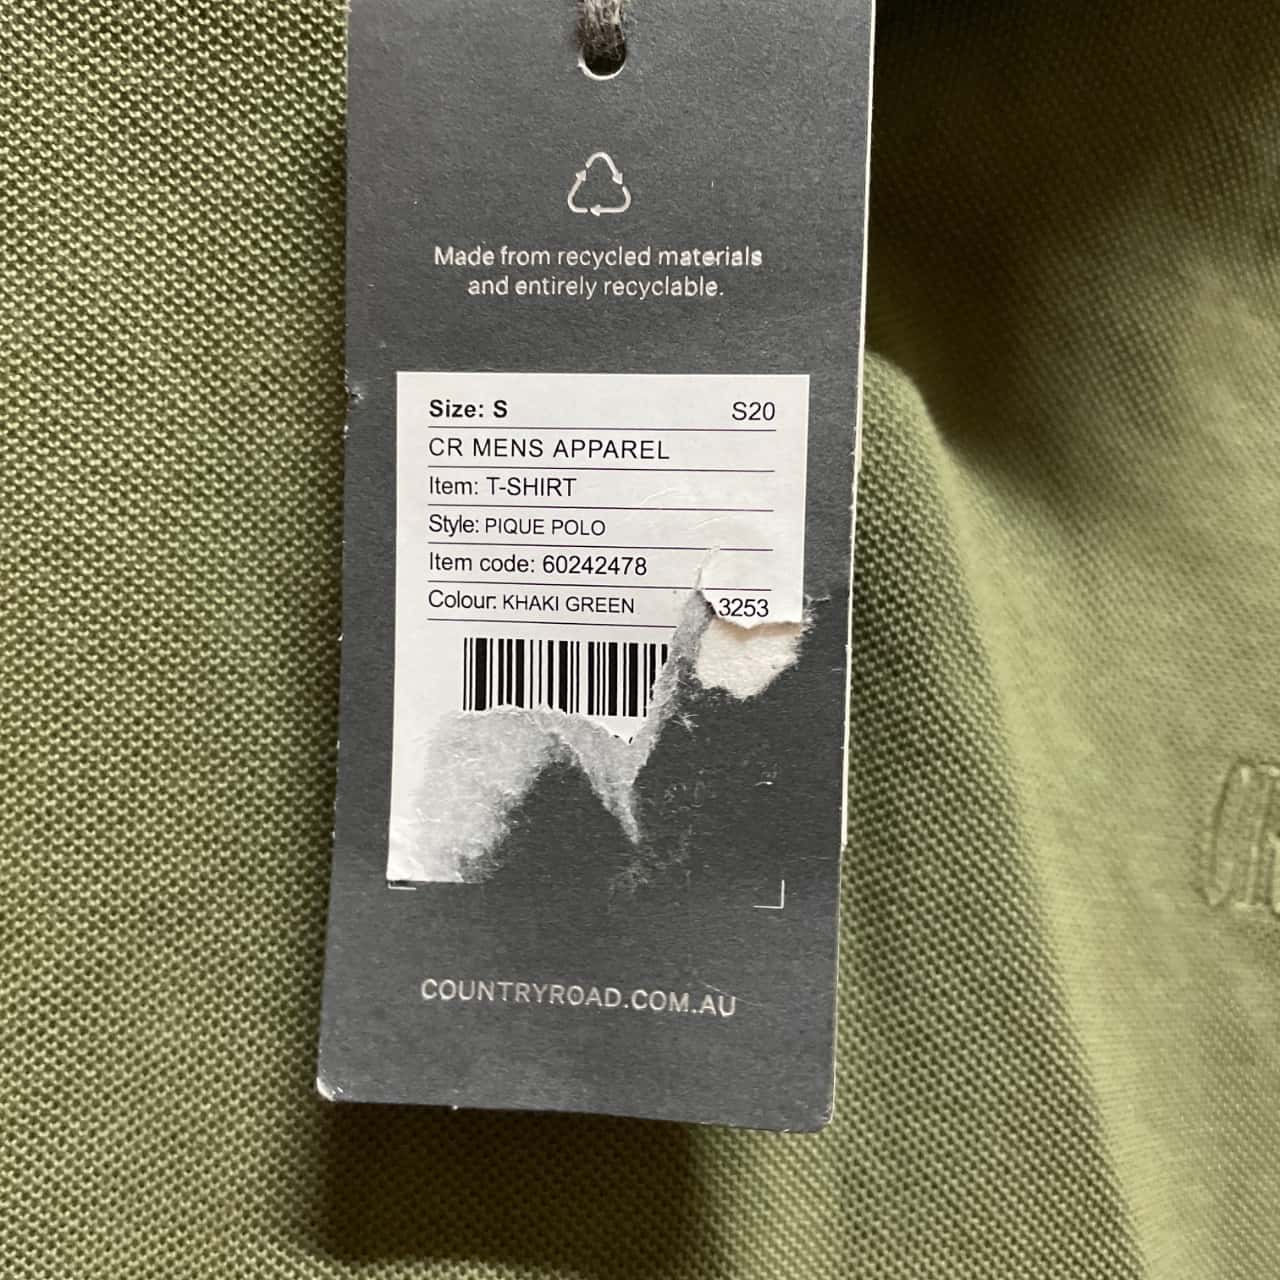 Made from recycled materials
and entirely recyclable.
Size: S S20
CR MENS APPAREL
Item: T-SHIRT
Style: PIQUE POLO
Item code: 60242478
Colour: KHAKI GREEN 3253
COUNTRYROAD.COM.AU